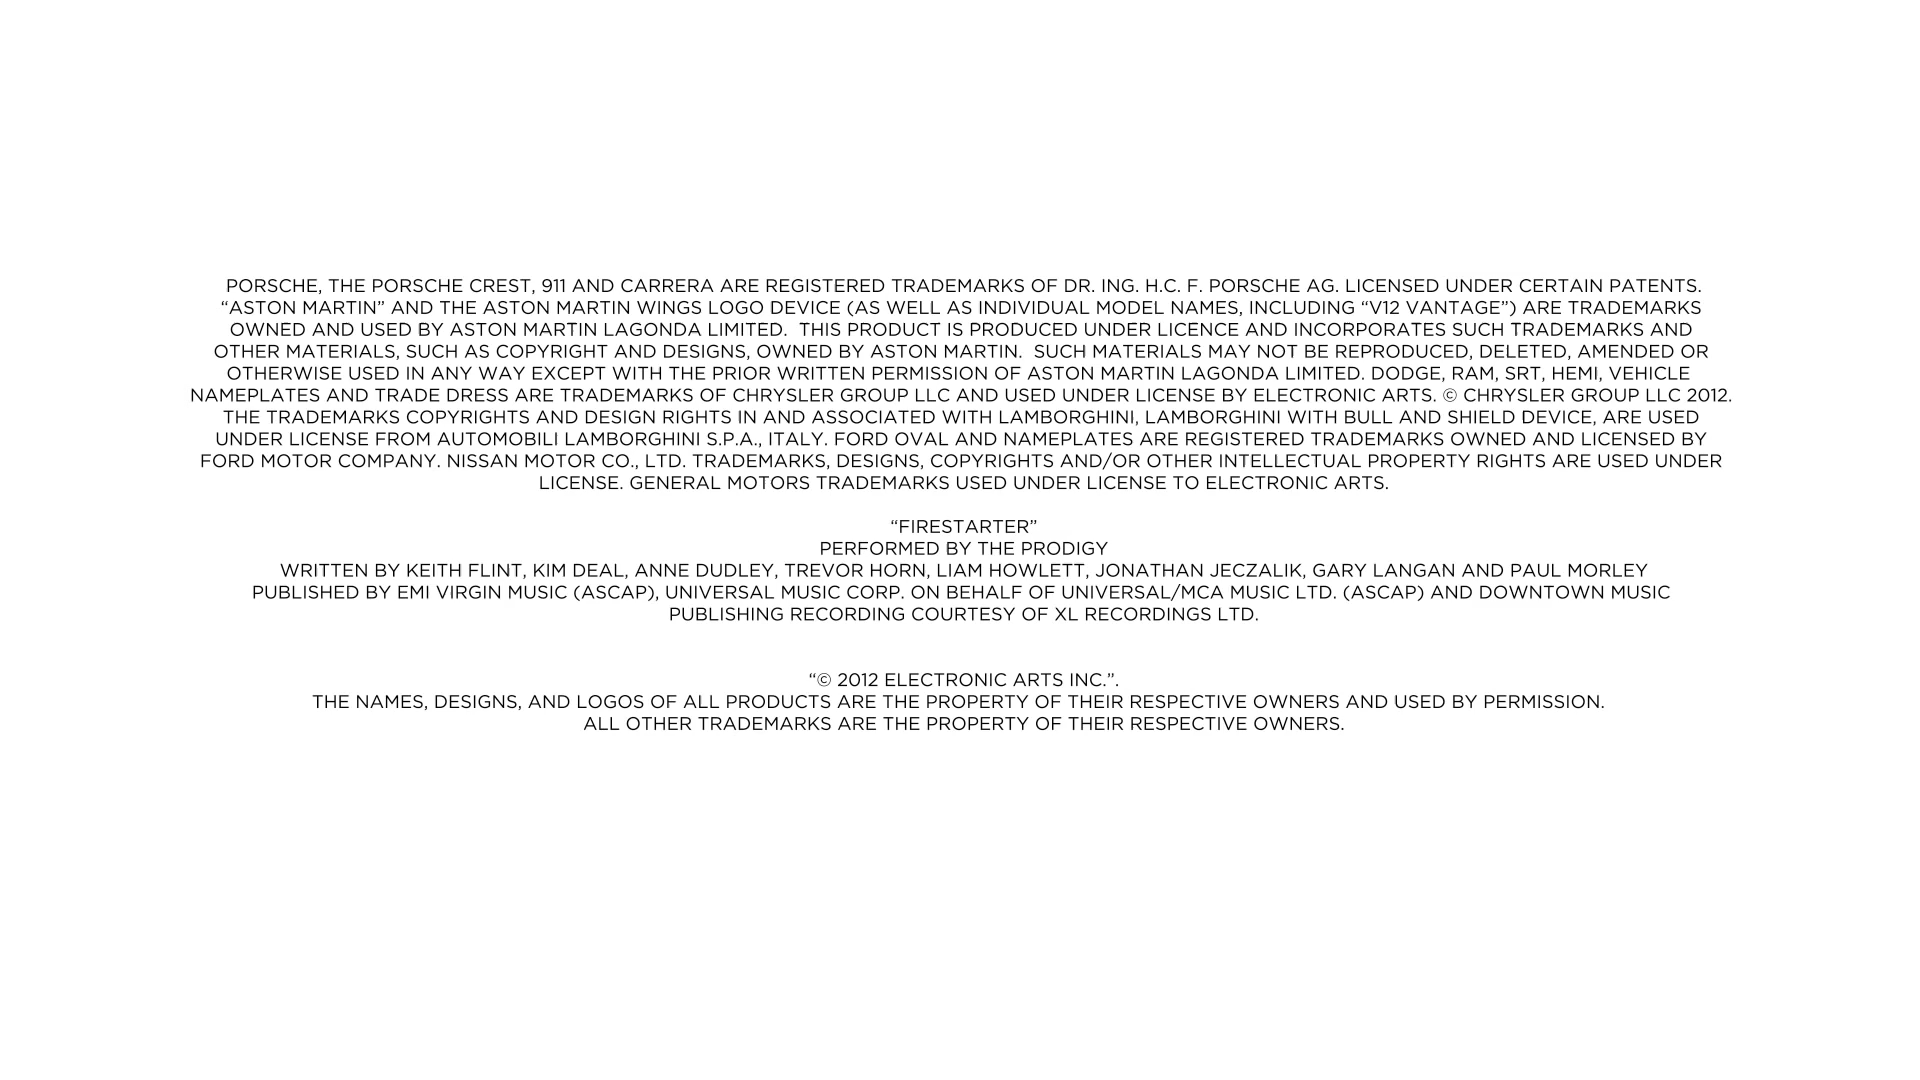 PORSCHE, THE PORSCHE CREST, 911 AND CARRERA ARE REGISTERED TRADEMARKS OF DR. ING. H.C. F. PORSCHE AG. LICENSED UNDER CERTAIN PATENTS.
“ASTON MARTIN” AND THE ASTON MARTIN WINGS LOGO DEVICE (AS WELL AS INDIVIDUAL MODEL NAMES, INCLUDING “V12 VANTAGE”) ARE TRADEMARKS
OWNED AND USED BY ASTON MARTIN LAGONDA LIMITED.  THIS PRODUCT IS PRODUCED UNDER LICENCE AND INCORPORATES SUCH TRADEMARKS AND
OTHER MATERIALS, SUCH AS COPYRIGHT AND DESIGNS, OWNED BY ASTON MARTIN.  SUCH MATERIALS MAY NOT BE REPRODUCED, DELETED, AMENDED OR
OTHERWISE USED IN ANY WAY EXCEPT WITH THE PRIOR WRITTEN PERMISSION OF ASTON MARTIN LAGONDA LIMITED. DODGE, RAM, SRT, HEMI, VEHICLE
NAMEPLATES AND TRADE DRESS ARE TRADEMARKS OF CHRYSLER GROUP LLC AND USED UNDER LICENSE BY ELECTRONIC ARTS. © CHRYSLER GROUP LLC 2012.
THE TRADEMARKS COPYRIGHTS AND DESIGN RIGHTS IN AND ASSOCIATED WITH LAMBORGHINI, LAMBORGHINI WITH BULL AND SHIELD DEVICE, ARE USED
UNDER LICENSE FROM AUTOMOBILI LAMBORGHINI S.P.A., ITALY. FORD OVAL AND NAMEPLATES ARE REGISTERED TRADEMARKS OWNED AND LICENSED BY
FORD MOTOR COMPANY. NISSAN MOTOR CO., LTD. TRADEMARKS, DESIGNS, COPYRIGHTS AND/OR OTHER INTELLECTUAL PROPERTY RIGHTS ARE USED UNDER
LICENSE. GENERAL MOTORS TRADEMARKS USED UNDER LICENSE TO ELECTRONIC ARTS.
“FIRESTARTER”
PERFORMED BY THE PRODIGY
WRITTEN BY KEITH FLINT, KIM DEAL, ANNE DUDLEY, TREVOR HORN, LIAM HOWLETT, JONATHAN JECZALIK, GARY LANGAN AND PAUL MORLEY
PUBLISHED BY EMI VIRGIN MUSIC (ASCAP), UNIVERSAL MUSIC CORP. ON BEHALF OF UNIVERSAL/MCA MUSIC LTD. (ASCAP) AND DOWNTOWN MUSIC
PUBLISHING RECORDING COURTESY OF XL RECORDINGS LTD.
“© 2012 ELECTRONIC ARTS INC.”.
THE NAMES, DESIGNS, AND LOGOS OF ALL PRODUCTS ARE THE PROPERTY OF THEIR RESPECTIVE OWNERS AND USED BY PERMISSION.
ALL OTHER TRADEMARKS ARE THE PROPERTY OF THEIR RESPECTIVE OWNERS.